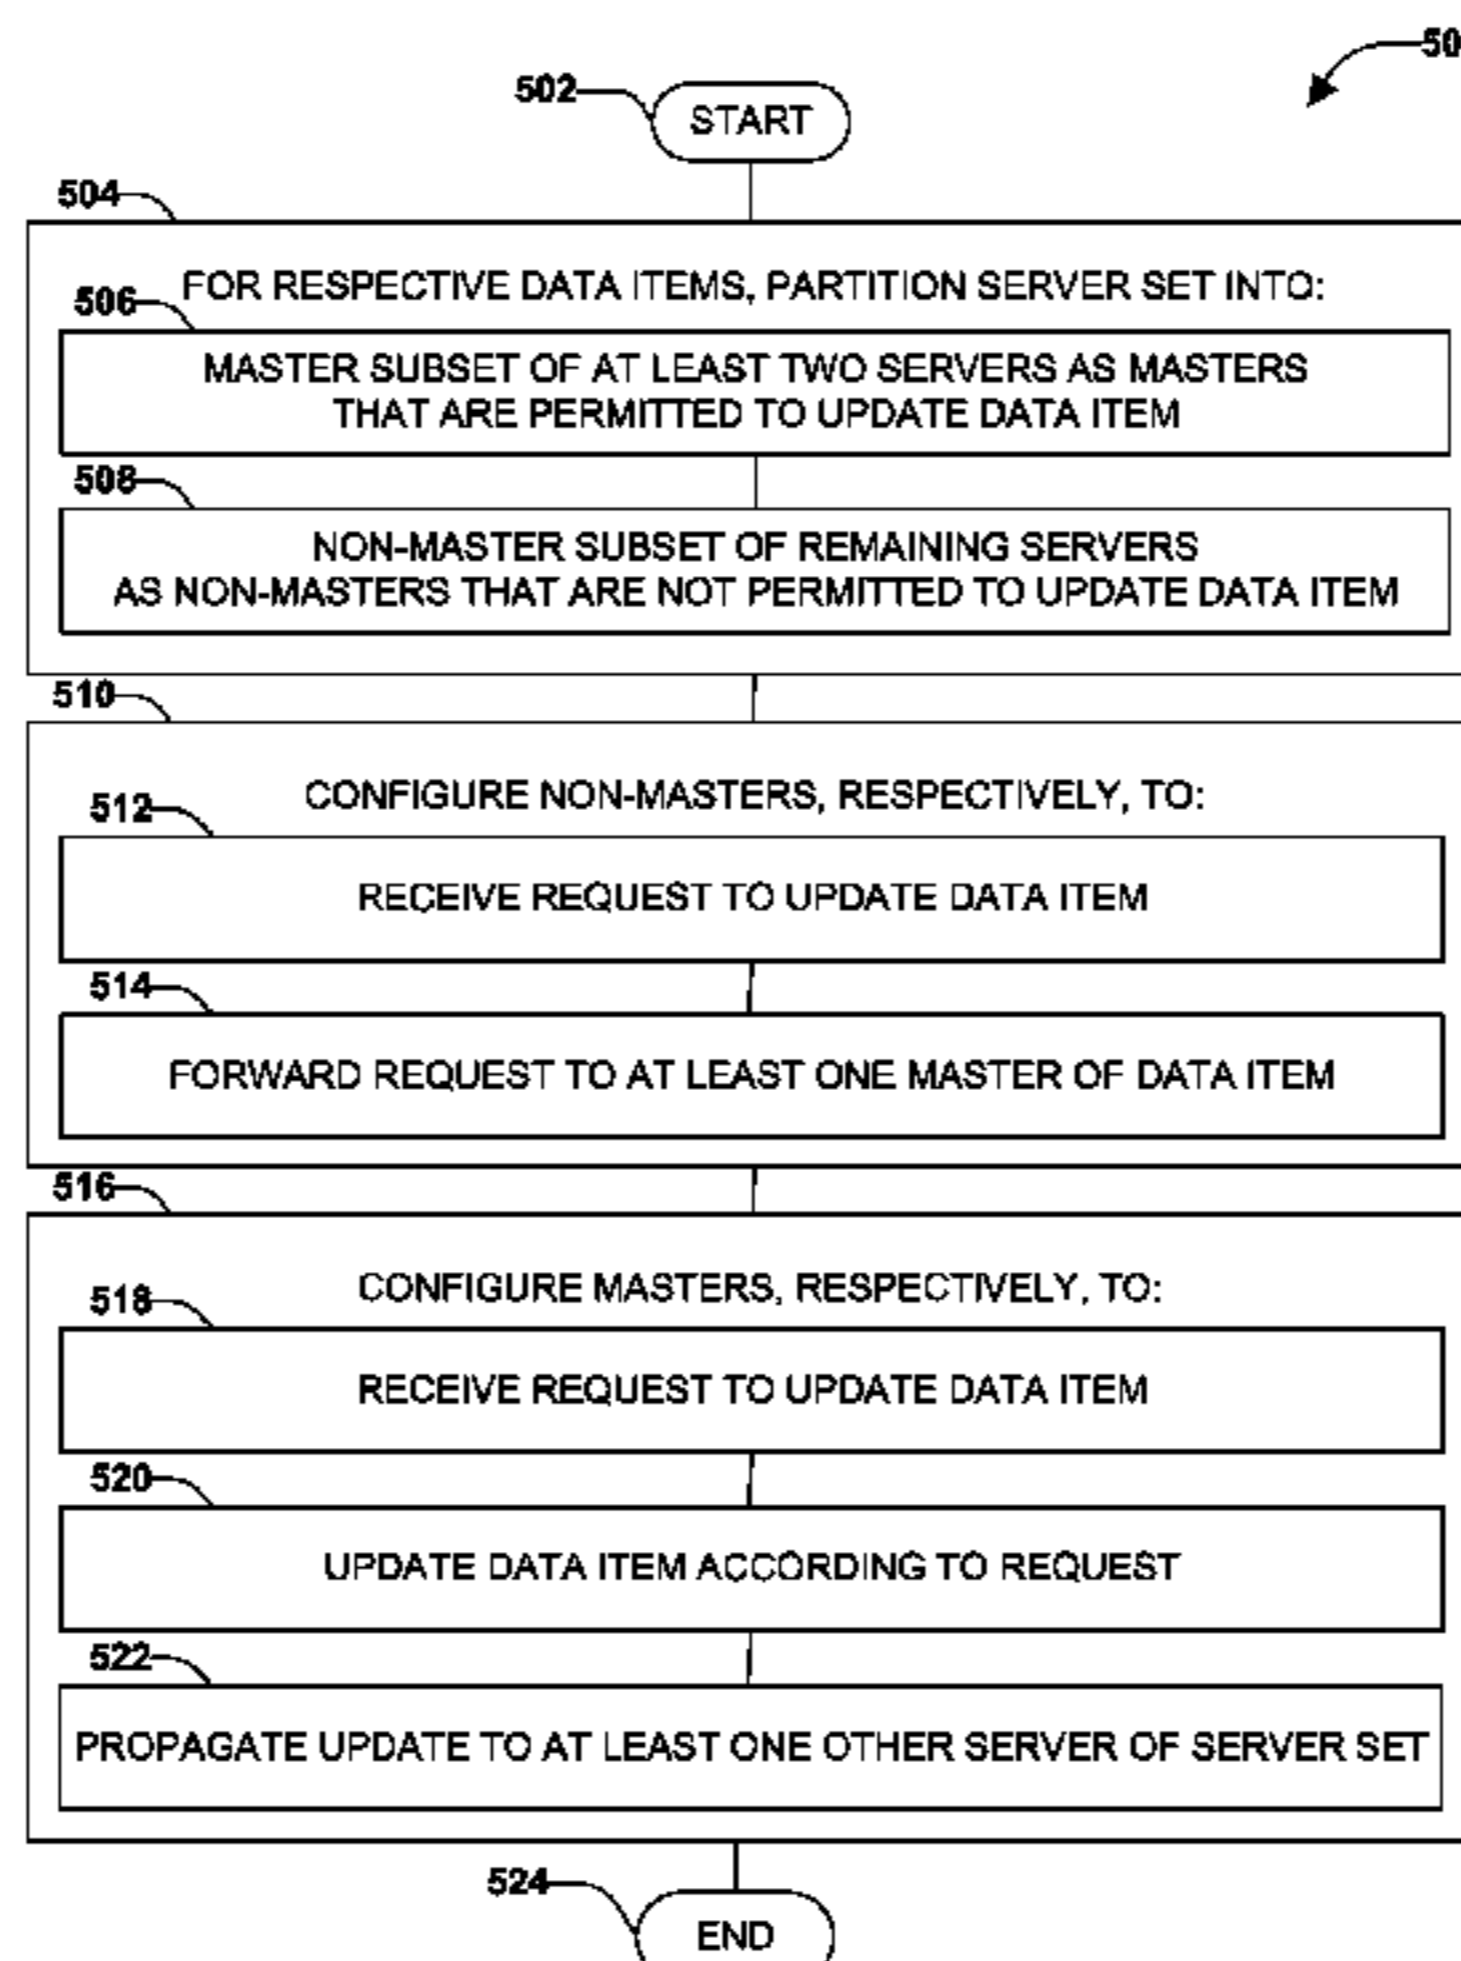 50
502
START
504
FOR RESPECTIVE DATA ITEMS, PARTITION SERVER SET INTO:
506
MASTER SUBSET OF AT LEAST TWO SERVERS AS MASTERS
THAT ARE PERMITTED TO UPDATE DATA ITEM
508
NON-MASTER SUBSET OF REMAINING SERVERS
AS NON-MASTERS THAT ARE NOT PERMITTED TO UPDATE DATA ITEM
510
CONFIGURE NON-MASTERS, RESPECTIVELY, TO:
512
RECEIVE REQUEST TO UPDATE DATA ITEM
514
FORWARD REQUEST TO AT LEAST ONE MASTER OF DATA ITEM
516
CONFIGURE MASTERS, RESPECTIVELY, TO:
518
RECEIVE REQUEST TO UPDATE DATA ITEM
520
UPDATE DATA ITEM ACCORDING TO REQUEST
522
PROPAGATE UPDATE TO AT LEAST ONE OTHER SERVER OF SERVER SET
524
END